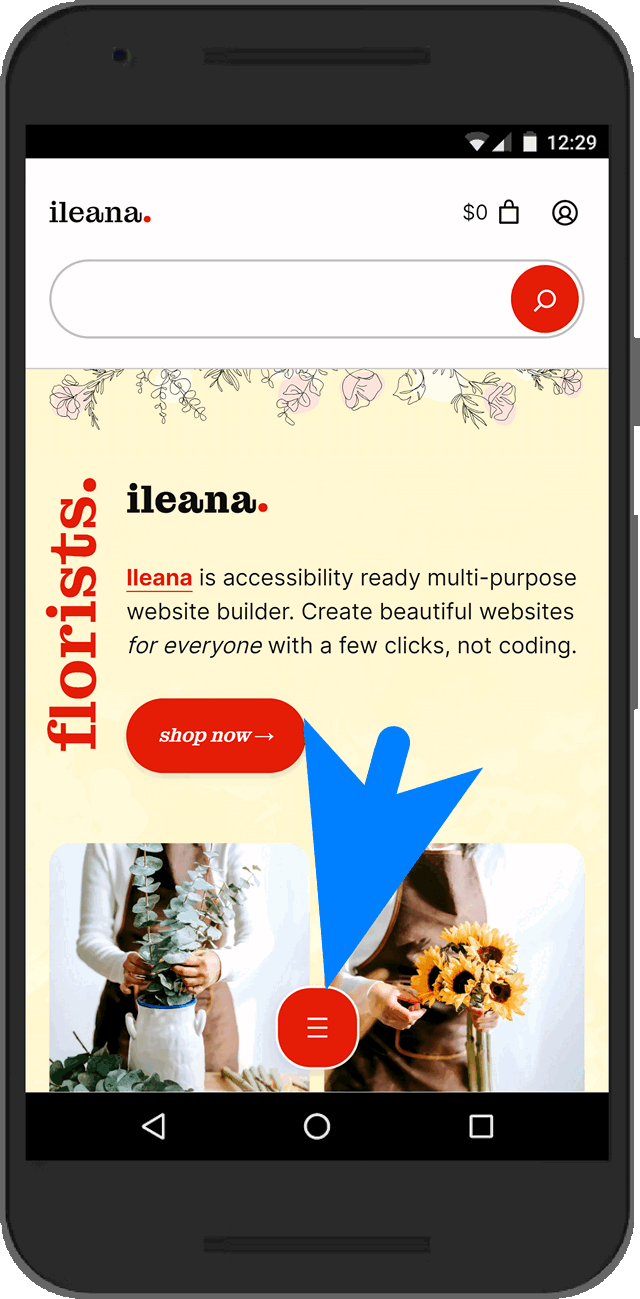 12:29
ileana.
$0
florists.
ileana.
Ileana is accessibility ready multi-purpose
website builder. Create beautiful websites
for everyone with a few clicks, not coding.
shop now→